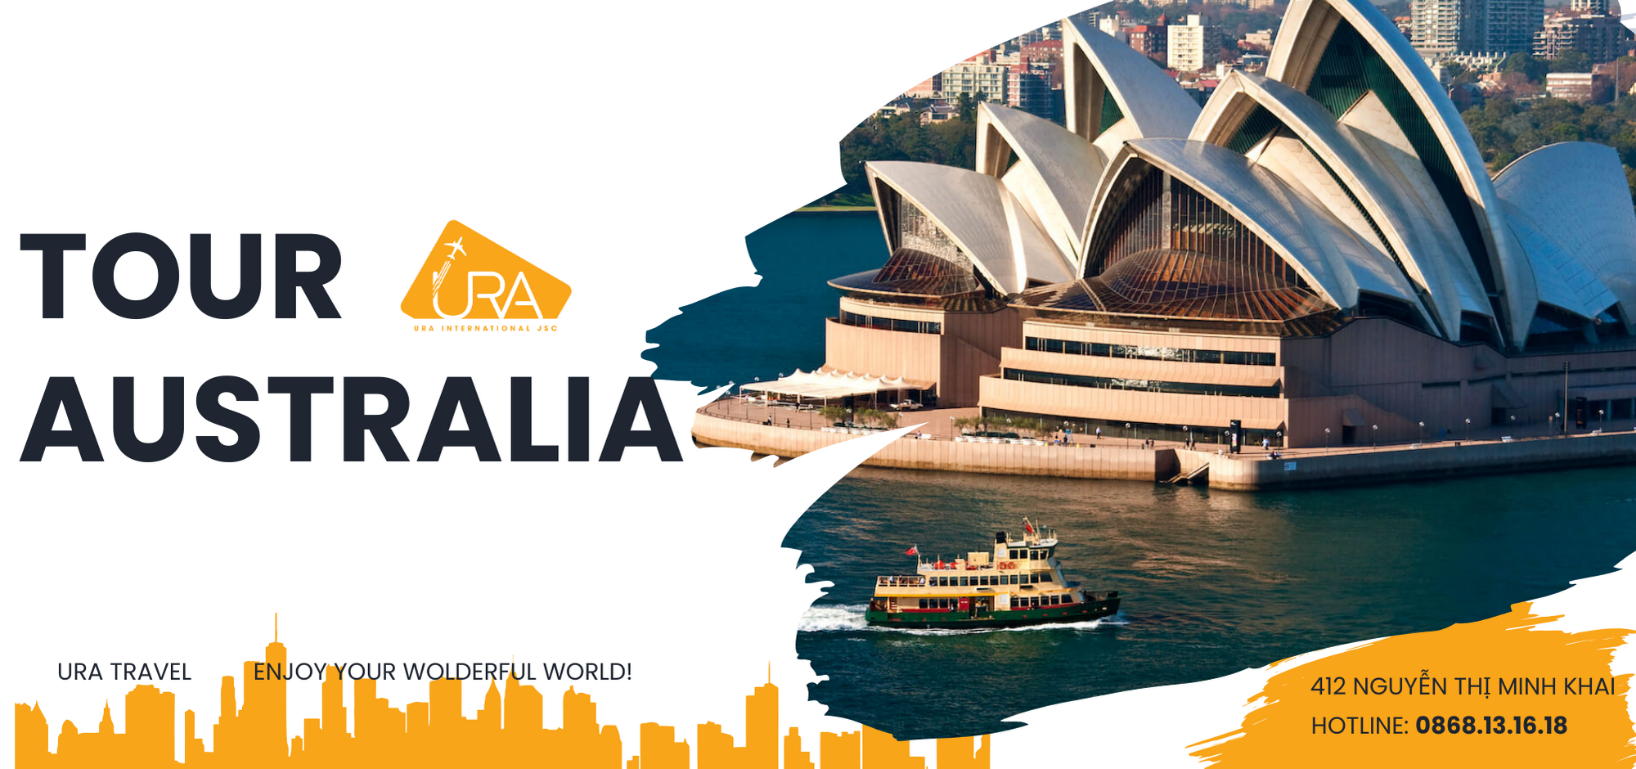 TOUR
URA
URA INTERNATIONAL JSC
AUSTRALIA
URA TRAVEL
ENJOY YOUR WOLDERFUL WORLD!
412 NGUYỄN THỊ MINH KHAI
HOTLINE: 0868.13.16.18